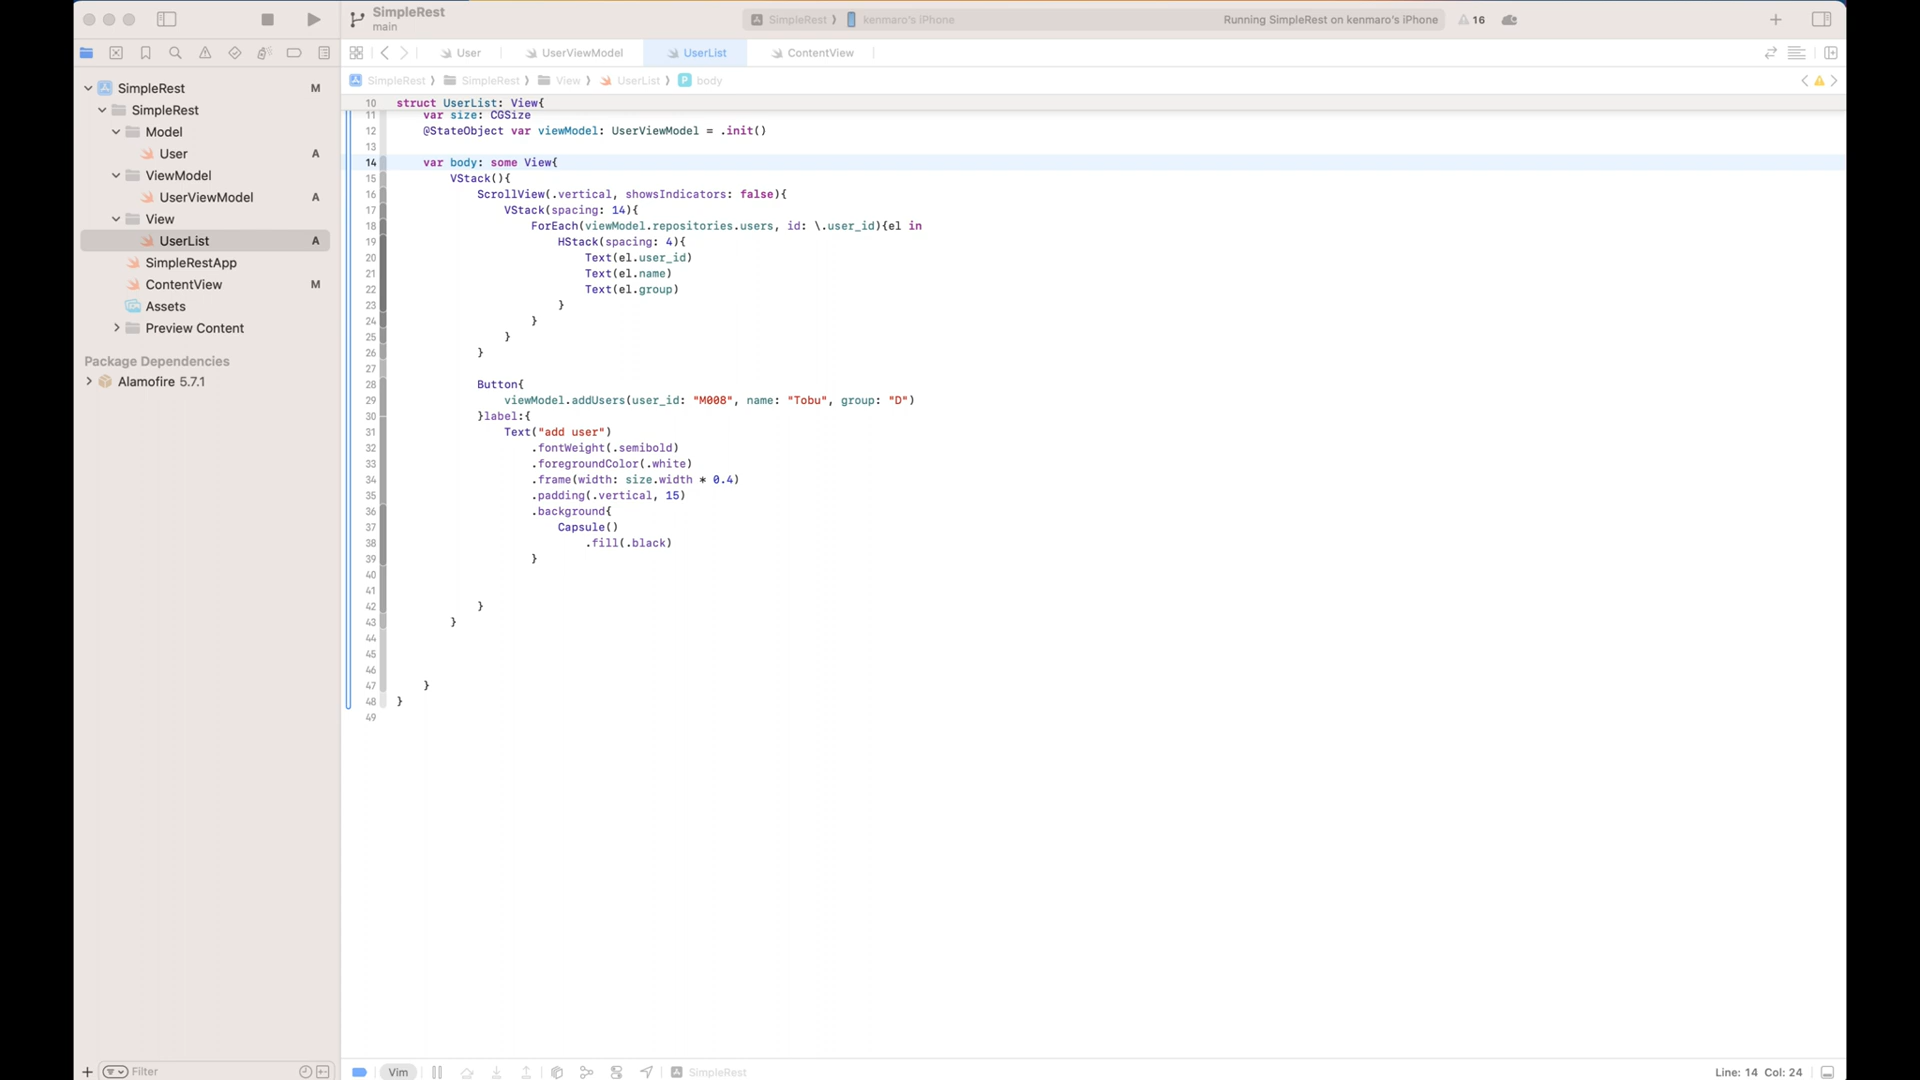 SimpleRest
main
SimpleRest
kenmaro's iPhone
Running SimpleRest on kenmaro's iPhone
16
User
UserViewModel
UserList
ContentView
SimpleRest
SimpleRest
View
UserList
P
body
SimpleRest M
SimpleRest
Model
User A
ViewModel
UserViewModel A
View
UserList A
SimpleRestApp
ContentView M
Assets
Preview Content
Package Dependencies
Alamofire 5.7.1
Filter
10 struct UserList: View{
11 var size: CGSize
12 @StateObject var viewModel: UserViewModel = .init()
13
14 var body: some View{
15 VStack(){
16 ScrollView(.vertical, showsIndicators: false){
17 VStack(spacing: 14){
18 ForEach(viewModel.repositories.users, id: \.user_id){el in
19 HStack(spacing: 4){
20 Text(el.user_id)
21 Text(el.name)
22 Text(el.group)
23 }
24 }
25 }
26 }
27
28 Button{
29 viewModel.addUsers(user_id: "M008", name: "Tobu", group: "D")
30 }label:{
31 Text("add user")
32 .fontWeight(.semibold)
33 .foregroundColor(.white)
34 .frame(width: size.width * 0.4)
35 .padding(.vertical, 15)
36 .background{
37 Capsule()
38 .fill(.black)
39 }
40
41
42 }
43 }
44
45
46
47 }
48 }
49
Vim
SimpleRest
Line: 14 Col: 24